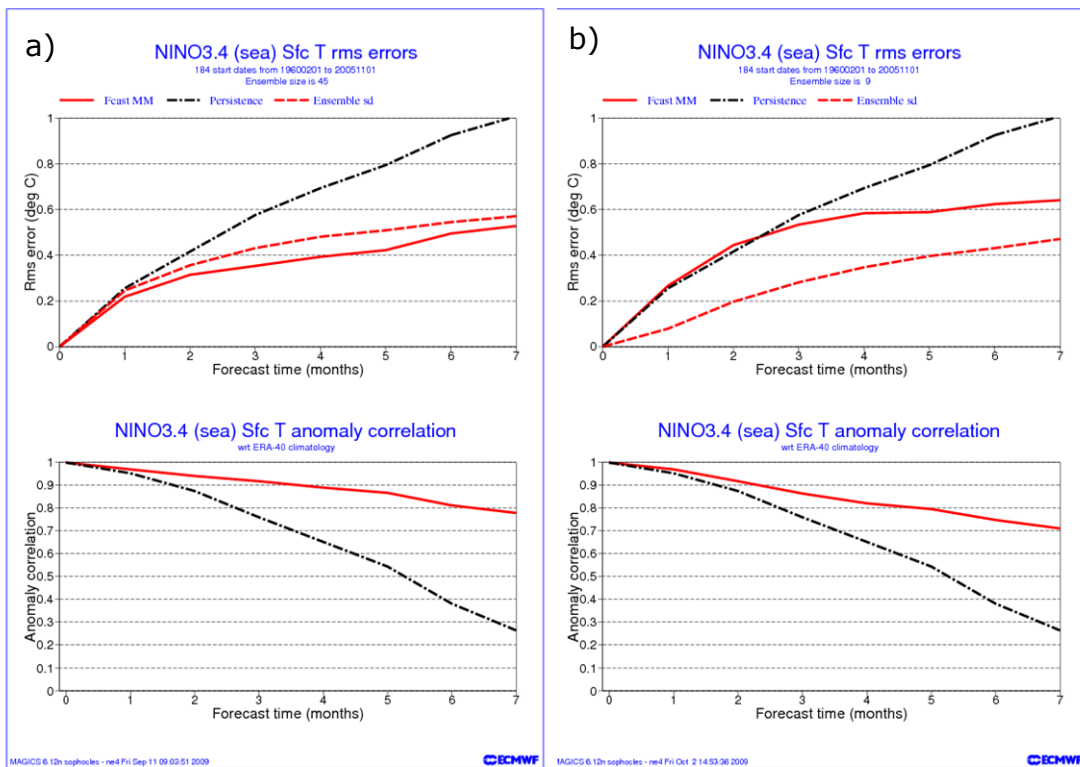 a)
NINO3.4 (sea) Sfc T rms errors
184 start dates from 19600201 to 20051101
Ensemble size is 45
Fcast MM Persistence Ensemble sd
1
0.8
0.6
0.4
0.2
0
Rms error (deg C)
0 1 2 3 4 5 6 7
Forecast time (months)
NINO3.4 (sea) Sfc T anomaly correlation
wrt ERA-40 climatology
1
0.9
0.8
0.7
0.6
0.5
0.4
0.3
0.2
0.1
0
Anomaly correlation
0 1 2 3 4 5 6 7
Forecast time (months)
MAGICS 6.12n sophocles - ne4 Fri Sep 11 09:03:51 2009
ECMWF
b)
NINO3.4 (sea) Sfc T rms errors
184 start dates from 19600201 to 20051101
Ensemble size is 9
Fcast MM Persistence Ensemble sd
1
0.8
0.6
0.4
0.2
0
Rms error (deg C)
0 1 2 3 4 5 6 7
Forecast time (months)
NINO3.4 (sea) Sfc T anomaly correlation
wrt ERA-40 climatology
1
0.9
0.8
0.7
0.6
0.5
0.4
0.3
0.2
0.1
0
Anomaly correlation
0 1 2 3 4 5 6 7
Forecast time (months)
MAGICS 6.12n sophocles - ne4 Fri Oct 2 14:53:36 2009
ECMWF